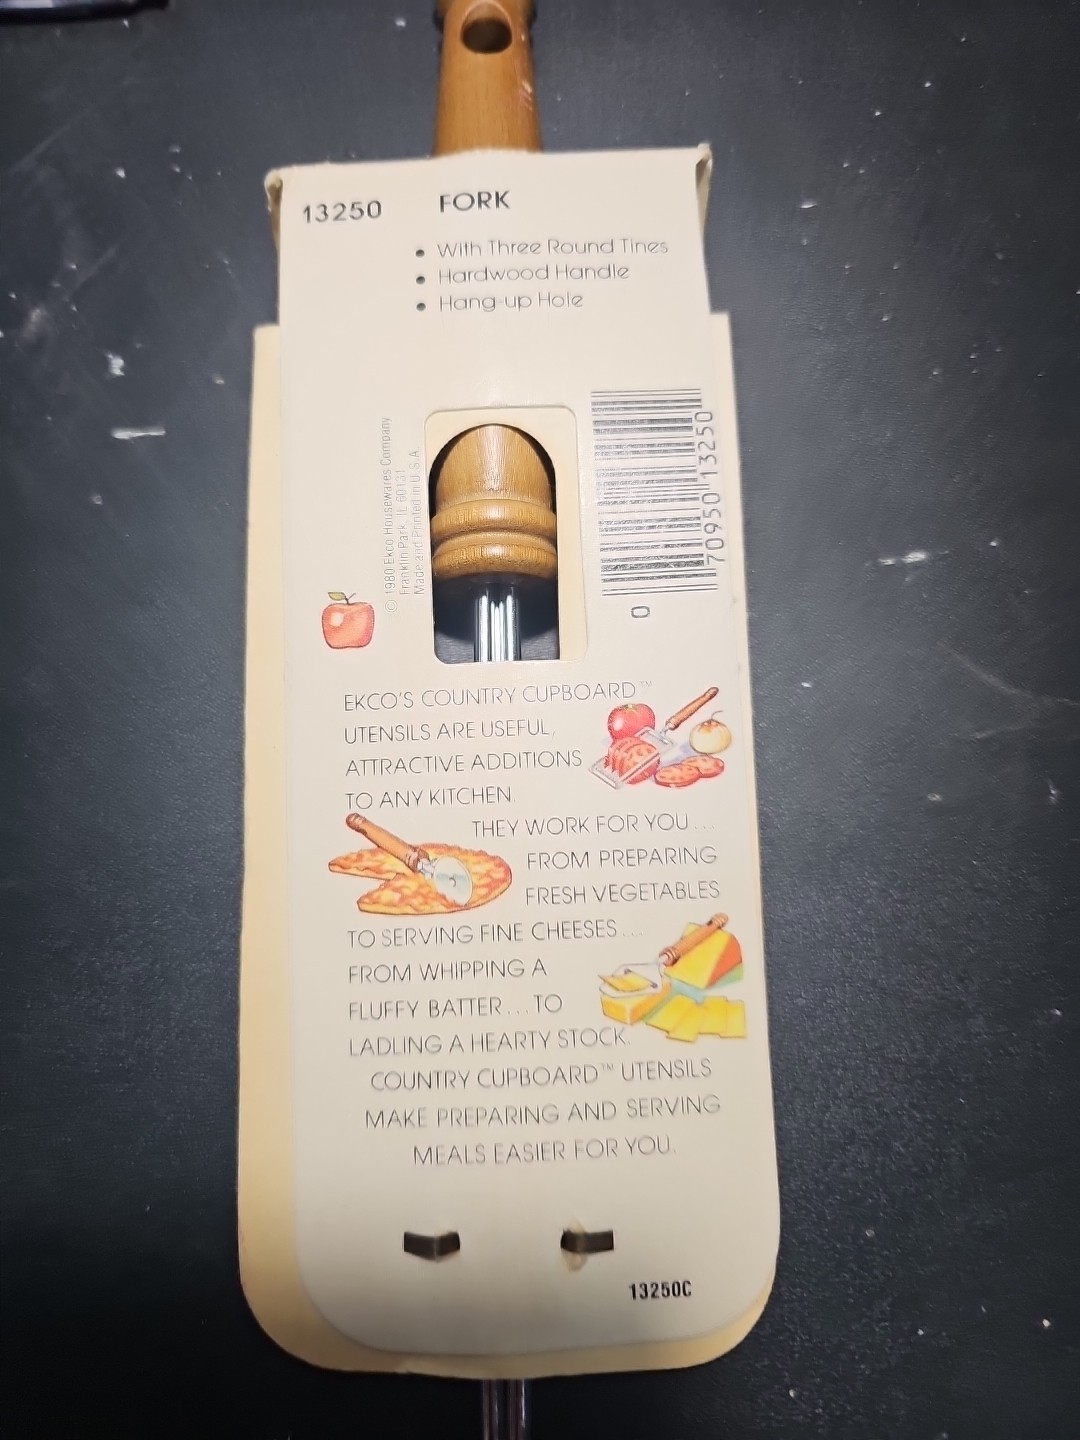 13250 FORK
• With Three Round Tines
• Hardwood Handle
• Hang-up Hole
© 1980 Ekco Housewares Company
Franklin Park, IL 60131
Made and Printed in U.S.A.
0 70950 13250
EKCO'S COUNTRY CUPBOARD™
UTENSILS ARE USEFUL,
ATTRACTIVE ADDITIONS
TO ANY KITCHEN.
THEY WORK FOR YOU...
FROM PREPARING
FRESH VEGETABLES
TO SERVING FINE CHEESES...
FROM WHIPPING A
FLUFFY BATTER...TO
LADLING A HEARTY STOCK.
COUNTRY CUPBOARD™ UTENSILS
MAKE PREPARING AND SERVING
MEALS EASIER FOR YOU.
13250C